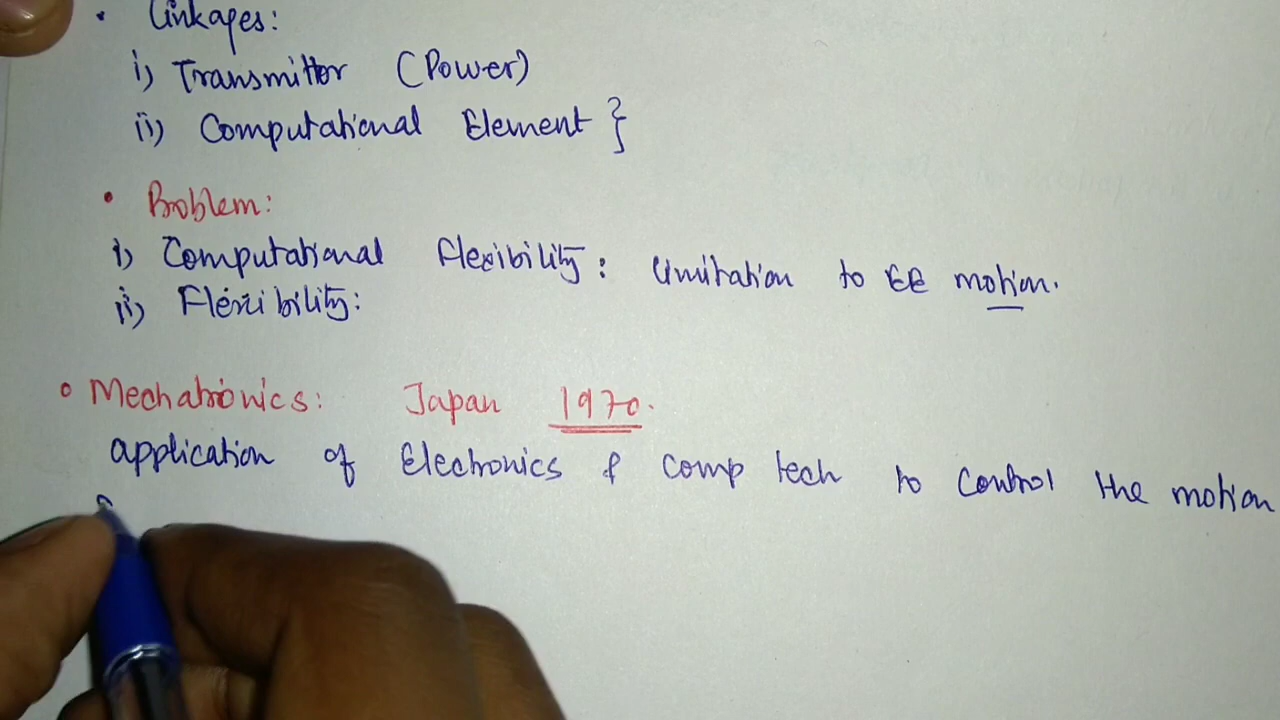 • Linkages:
i) Transmitter (Power)
ii) Computational Element }
• Problem:
i) Computational Flexibility: Limitation to EE motion.
ii) Flexibility:
• Mechatronics: Japan 1970.
application of Electronics & comp tech to control the motion